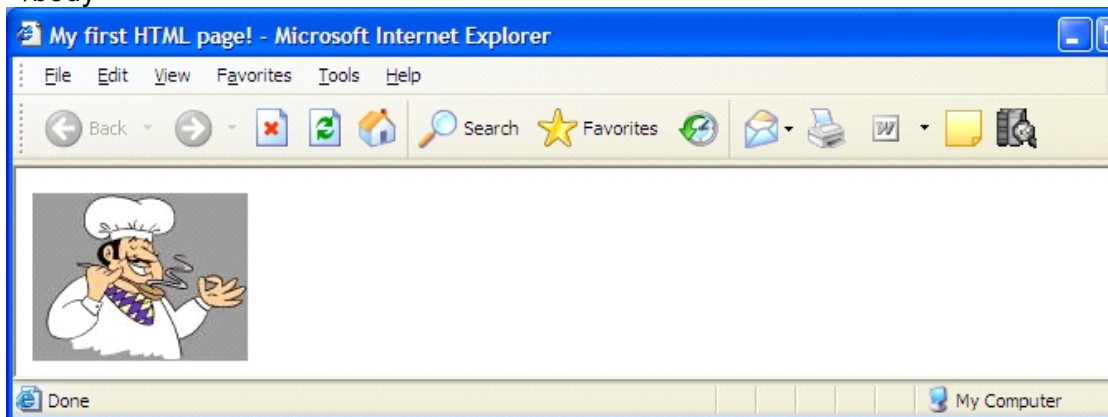 /body
My first HTML page! - Microsoft Internet Explorer
File Edit View Favorites Tools Help
Back Search Favorites W
Done My Computer